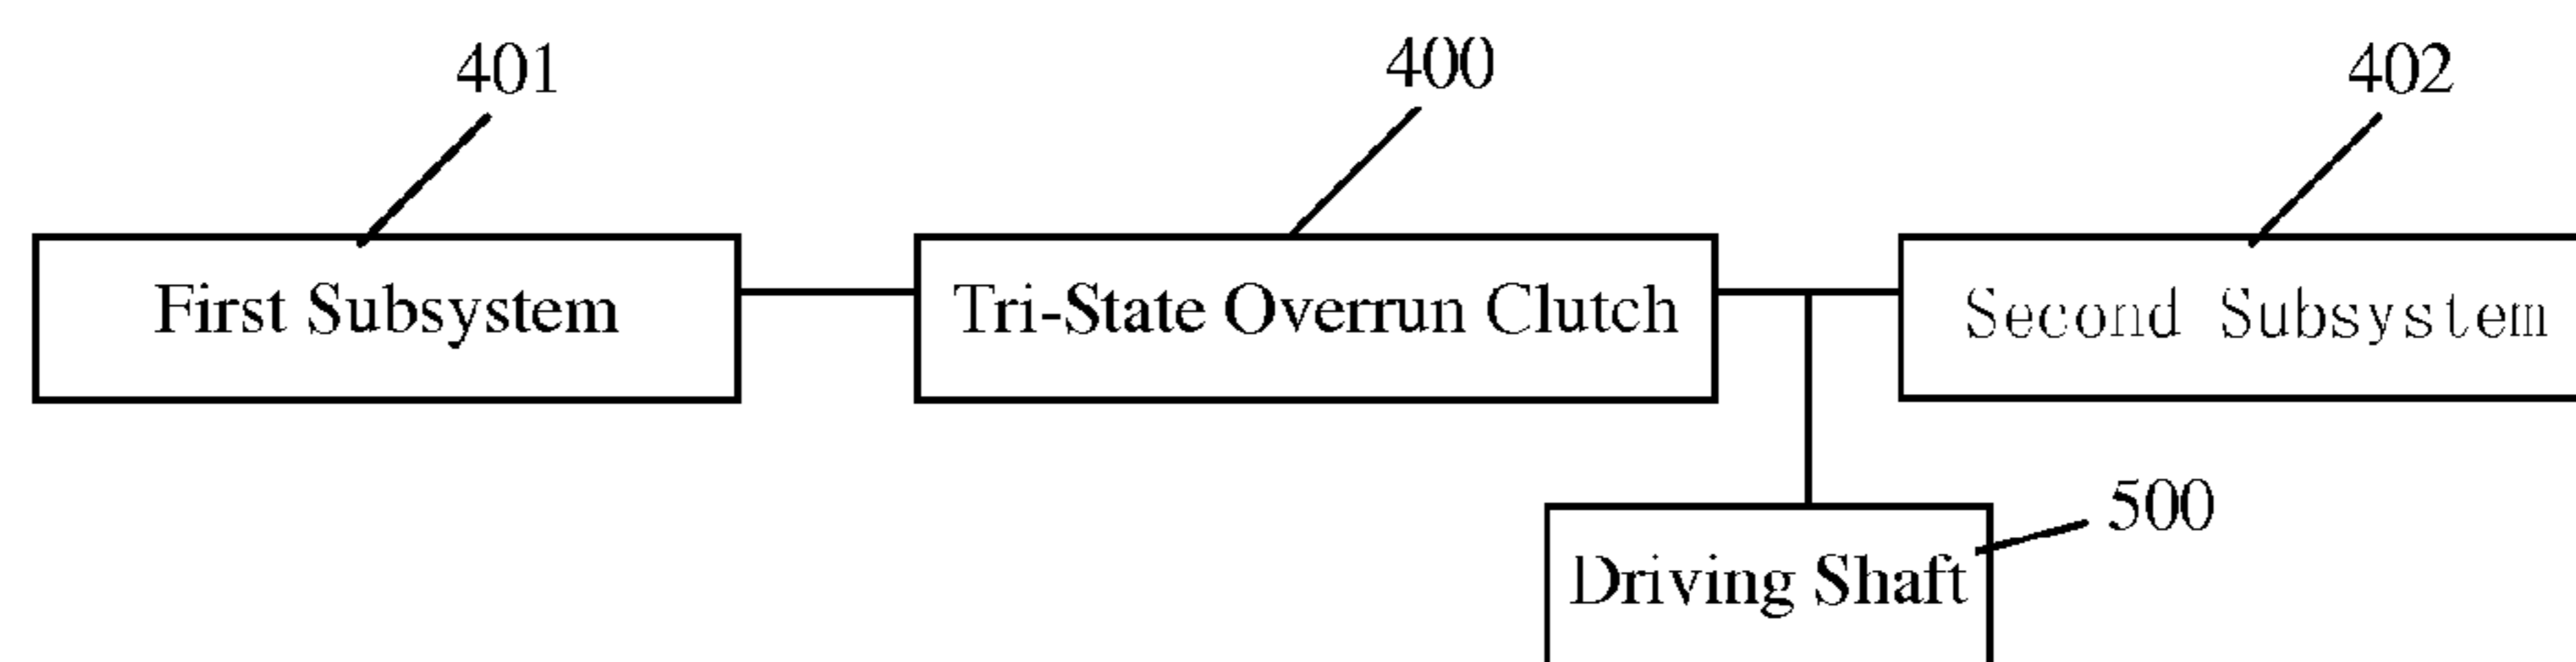 401 400 402
First Subsystem Tri-State Overrun Clutch Second Subsystem
500
Driving Shaft